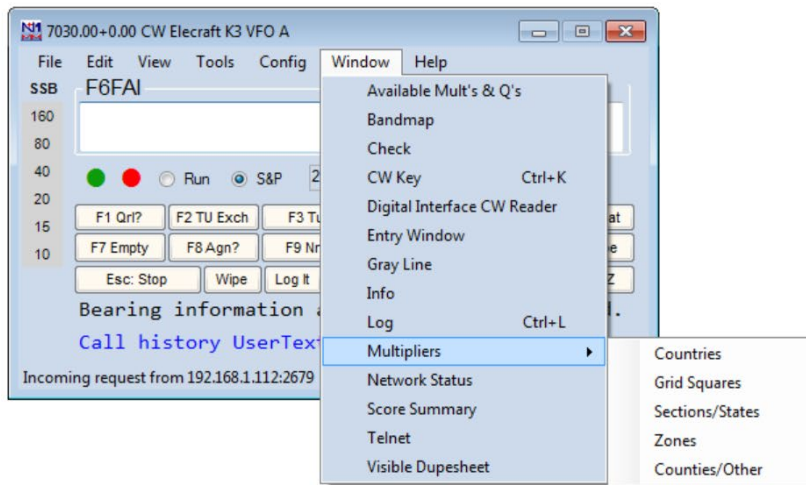 N1 MM 7030.00+0.00 CW Elecraft K3 VFO A
File Edit View Tools Config Window Help
SSB F6FAI
160
80
40
20
15
10
Run S&P 2
F1 Qrl? F2 TU Exch F3 Tu at
F7 Empty F8 Agn? F9 Nr e
Esc: Stop Wipe Log It Z
Bearing information d.
Call history UserText
Incoming request from 192.168.1.112:2679
Available Mult's & Q's
Bandmap
Check
CW Key Ctrl+K
Digital Interface CW Reader
Entry Window
Gray Line
Info
Log Ctrl+L
Multipliers
Network Status
Score Summary
Telnet
Visible Dupesheet
Countries
Grid Squares
Sections/States
Zones
Counties/Other